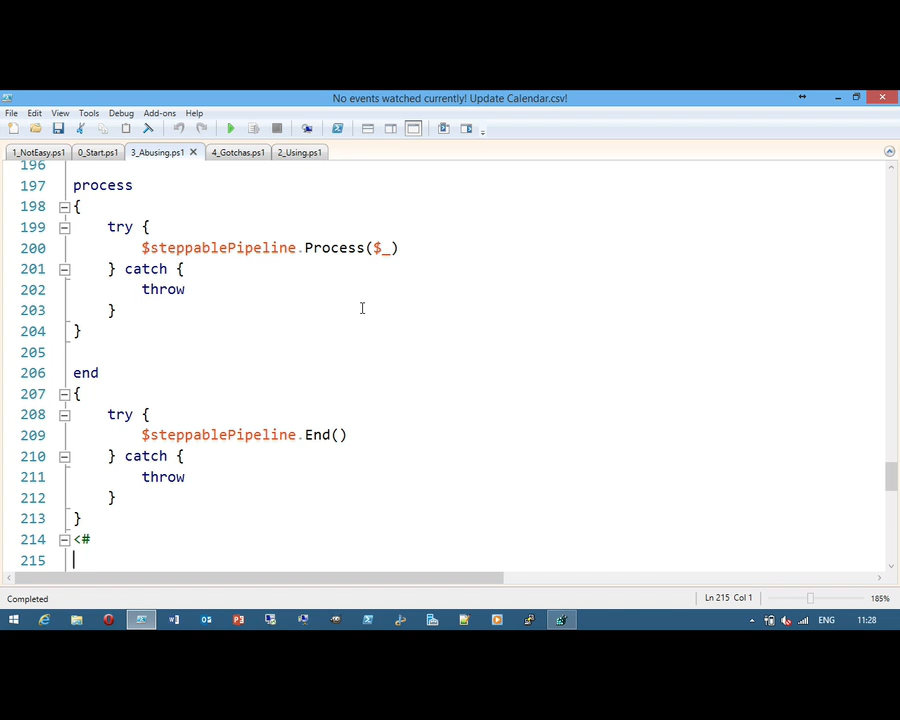 No events watched currently! Update Calendar.csv!
File Edit View Tools Debug Add-ons Help
1_NotEasy.ps1 0_Start.ps1 3_Abusing.ps1 4_Gotchas.ps1 2_Using.ps1
196
197 process
198 {
199 try {
200 $steppablePipeline.Process($_)
201 } catch {
202 throw
203 }
204 }
205
206 end
207 {
208 try {
209 $steppablePipeline.End()
210 } catch {
211 throw
212 }
213 }
214 <#
215
Completed Ln 215 Col 1 185%
ENG 11:28